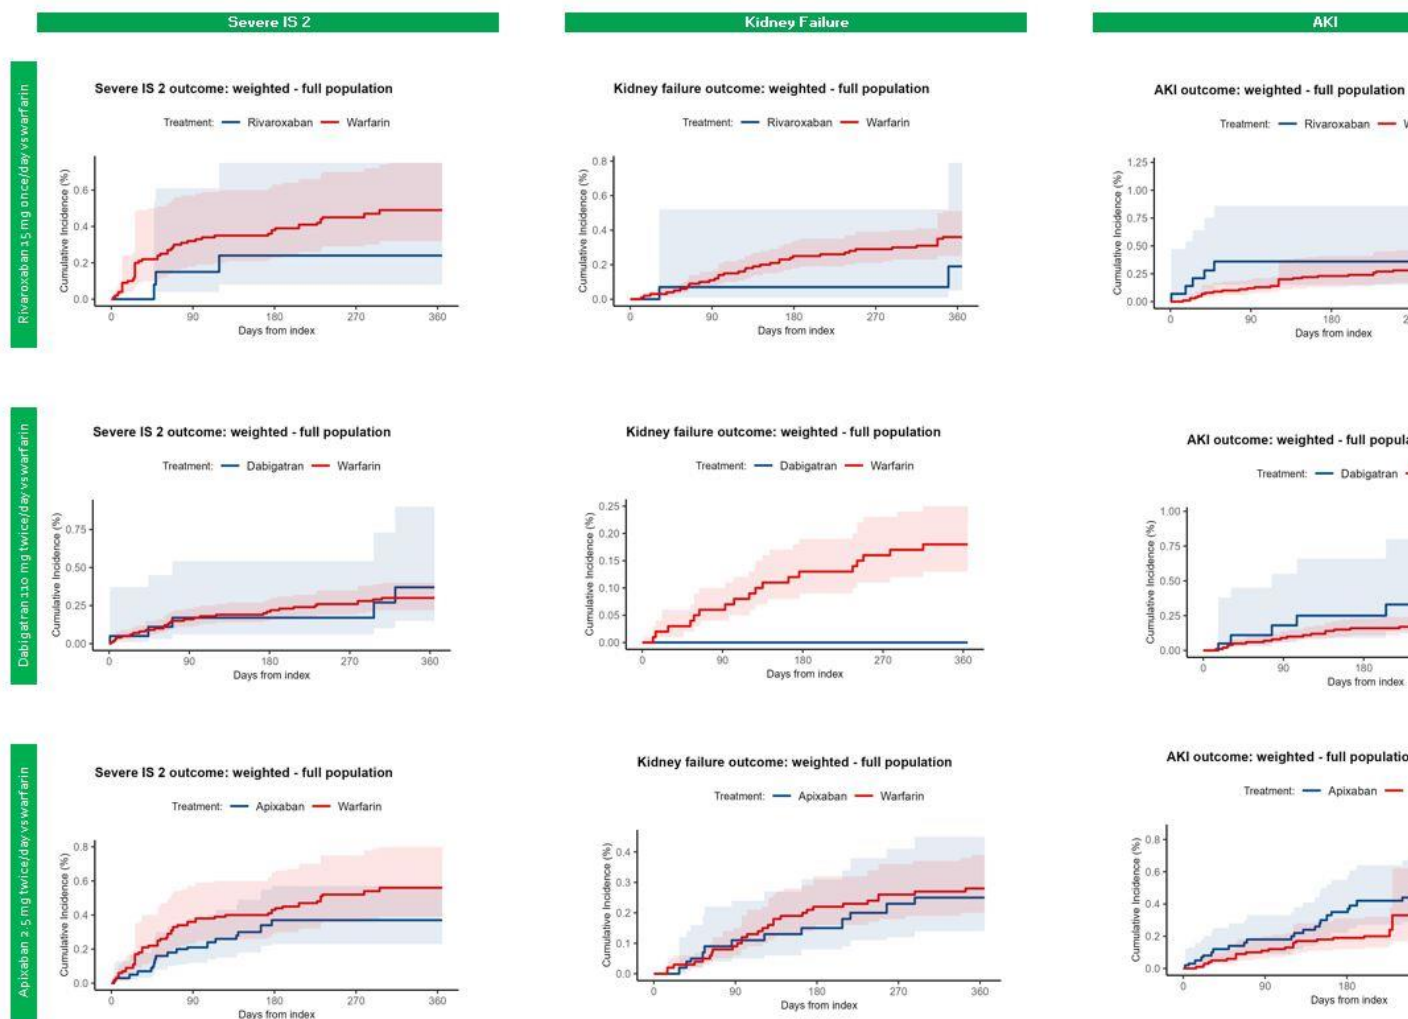 Severe IS 2
Kidney Failure
AKI
Rivaroxaban 15 mg once/day vs warfarin
Severe IS 2 outcome: weighted - full population
Treatment: Rivaroxaban Warfarin
Cumulative Incidence (%)
0.6
0.4
0.2
0.0
0 90 180 270 360
Days from index
Kidney failure outcome: weighted - full population
Treatment: Rivaroxaban Warfarin
Cumulative Incidence (%)
0.8
0.6
0.4
0.2
0.0
0 90 180 270 360
Days from index
AKI outcome: weighted - full population
Treatment: Rivaroxaban
Cumulative Incidence (%)
1.25
1.00
0.75
0.50
0.25
0.00
0 90 180
Days from index
Dabigatran 110 mg twice/day vs warfarin
Severe IS 2 outcome: weighted - full population
Treatment: Dabigatran Warfarin
Cumulative Incidence (%)
0.75
0.50
0.25
0.00
0 90 180 270 360
Days from index
Kidney failure outcome: weighted - full population
Treatment: Dabigatran Warfarin
Cumulative Incidence (%)
0.25
0.20
0.15
0.10
0.05
0.00
0 90 180 270 360
Days from index
AKI outcome: weighted - full popula
Treatment: Dabigatran
Cumulative Incidence (%)
1.00
0.75
0.50
0.25
0.00
0 90 180
Days from index
Apixaban 2.5 mg twice/day vs warfarin
Severe IS 2 outcome: weighted - full population
Treatment: Apixaban Warfarin
Cumulative Incidence (%)
0.8
0.6
0.4
0.2
0.0
0 90 180 270 360
Days from index
Kidney failure outcome: weighted - full population
Treatment: Apixaban Warfarin
Cumulative Incidence (%)
0.4
0.3
0.2
0.1
0.0
0 90 180 270 360
Days from index
AKI outcome: weighted - full populatio
Treatment: Apixaban
Cumulative Incidence (%)
0.8
0.6
0.4
0.2
0.0
0 90 180
Days from index